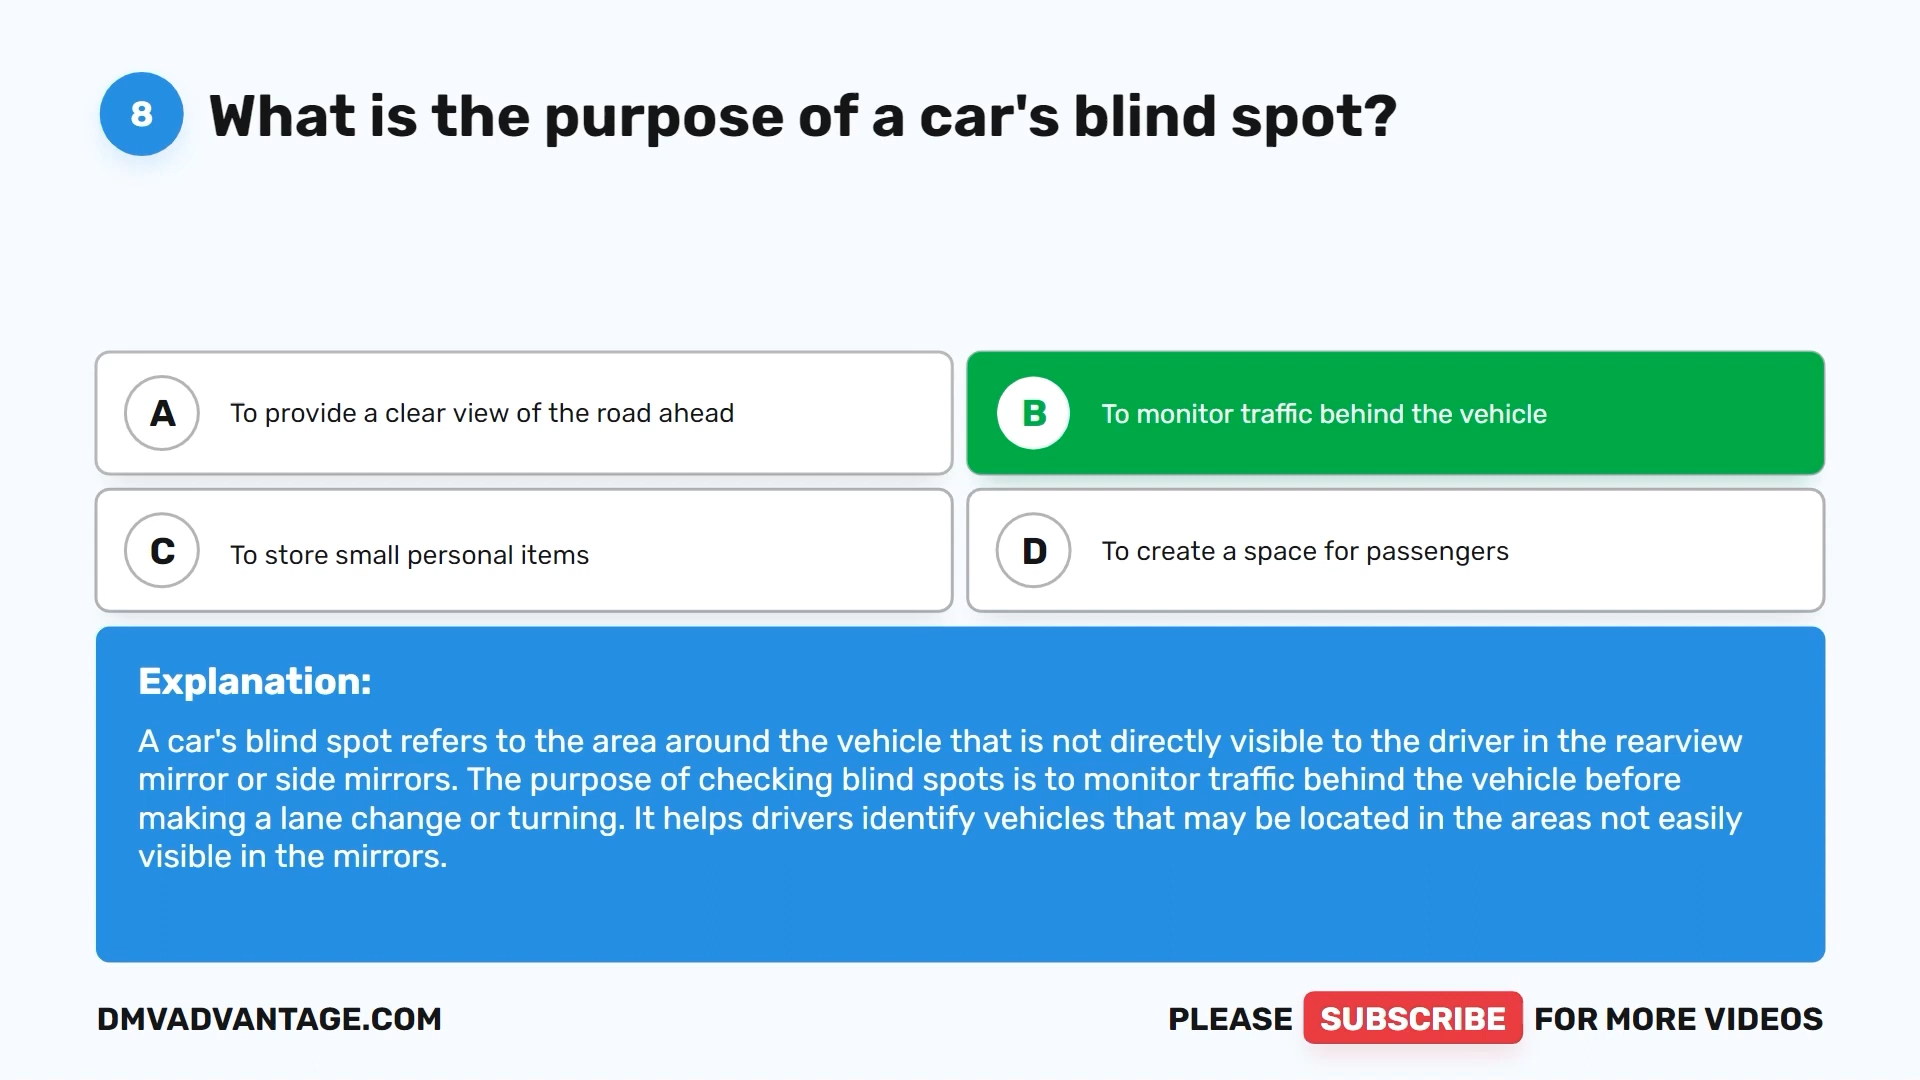 8 What is the purpose of a car's blind spot?
A To provide a clear view of the road ahead
B To monitor traffic behind the vehicle
C To store small personal items
D To create a space for passengers
Explanation:
A car's blind spot refers to the area around the vehicle that is not directly visible to the driver in the rearview
mirror or side mirrors. The purpose of checking blind spots is to monitor traffic behind the vehicle before
making a lane change or turning. It helps drivers identify vehicles that may be located in the areas not easily
visible in the mirrors.
DMVADVANTAGE.COM
PLEASE SUBSCRIBE FOR MORE VIDEOS